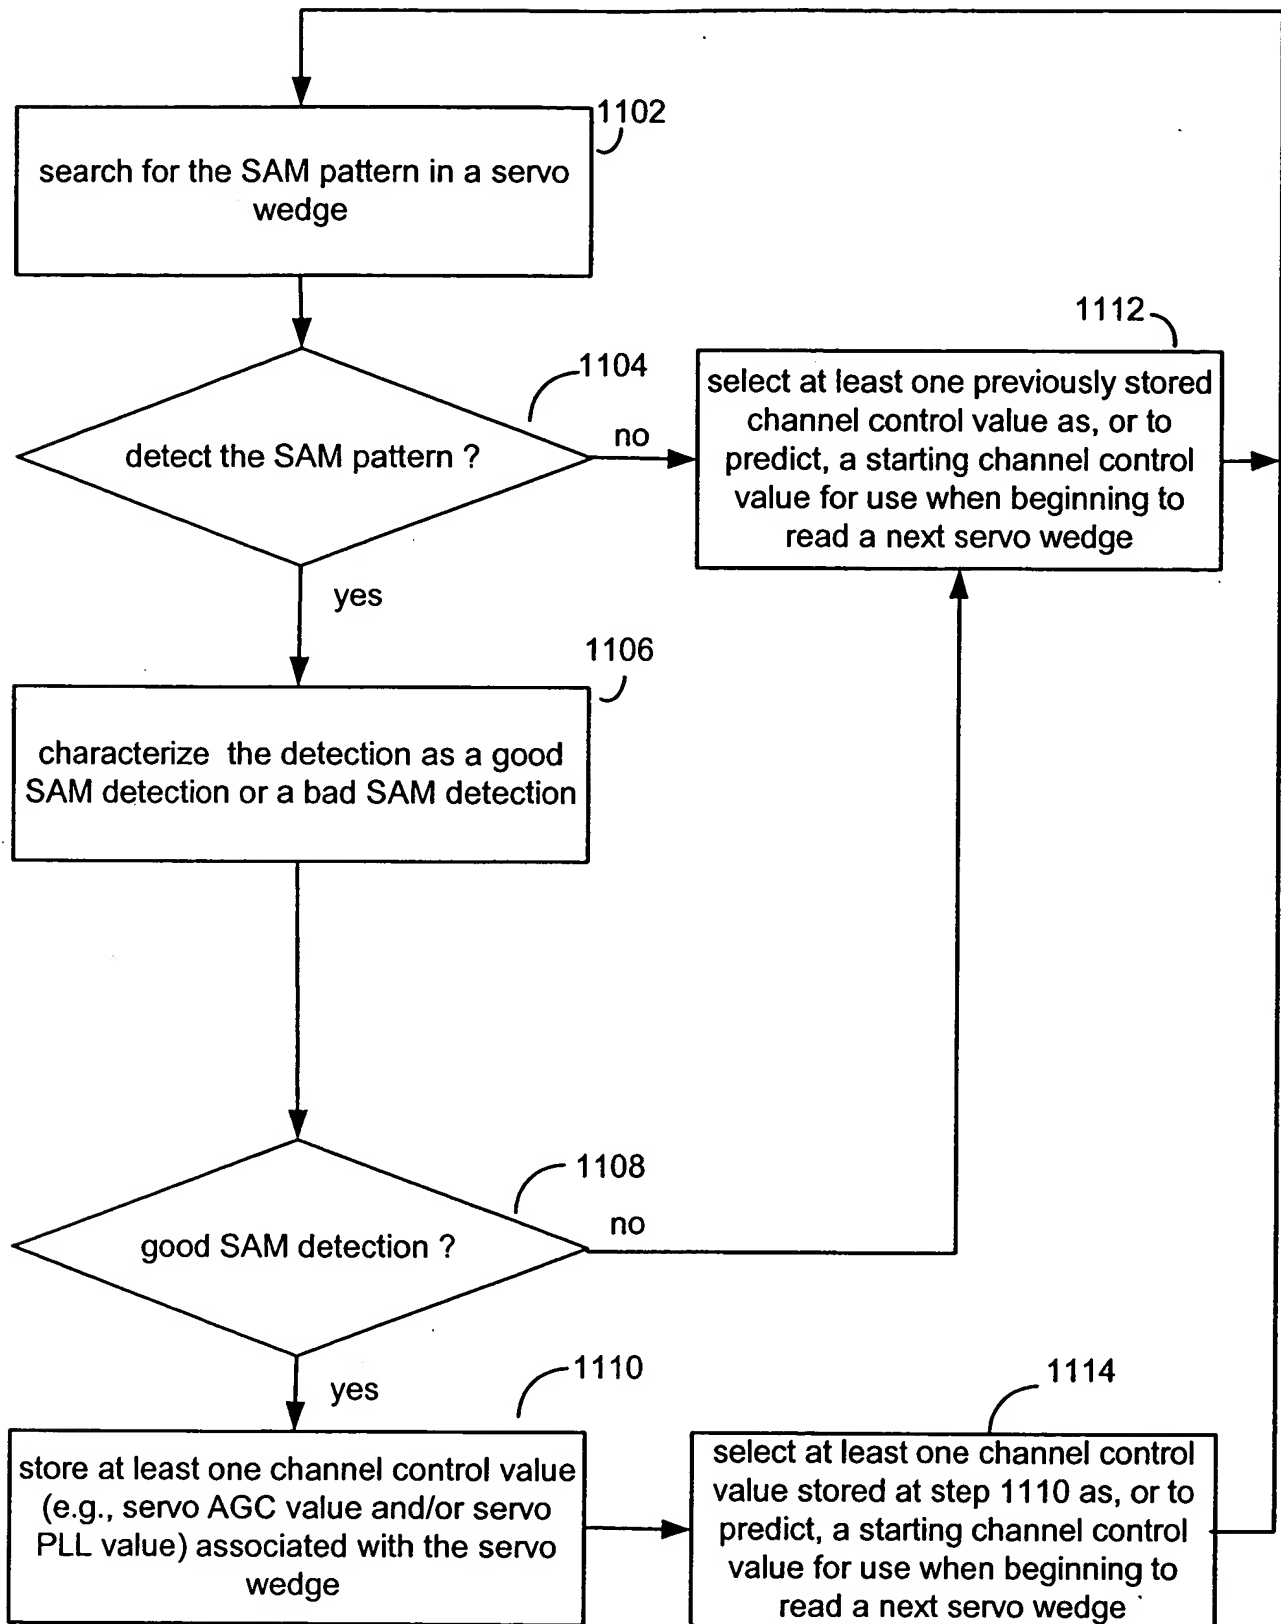 1102
search for the SAM pattern in a servo
wedge
1104
detect the SAM pattern ?
no
yes
1112
select at least one previously stored
channel control value as, or to
predict, a starting channel control
value for use when beginning to
read a next servo wedge
1106
characterize the detection as a good
SAM detection or a bad SAM detection
1108
good SAM detection ?
no
yes
1110
store at least one channel control value
(e.g., servo AGC value and/or servo
PLL value) associated with the servo
wedge
1114
select at least one channel control
value stored at step 1110 as, or to
predict, a starting channel control
value for use when beginning to
read a next servo wedge